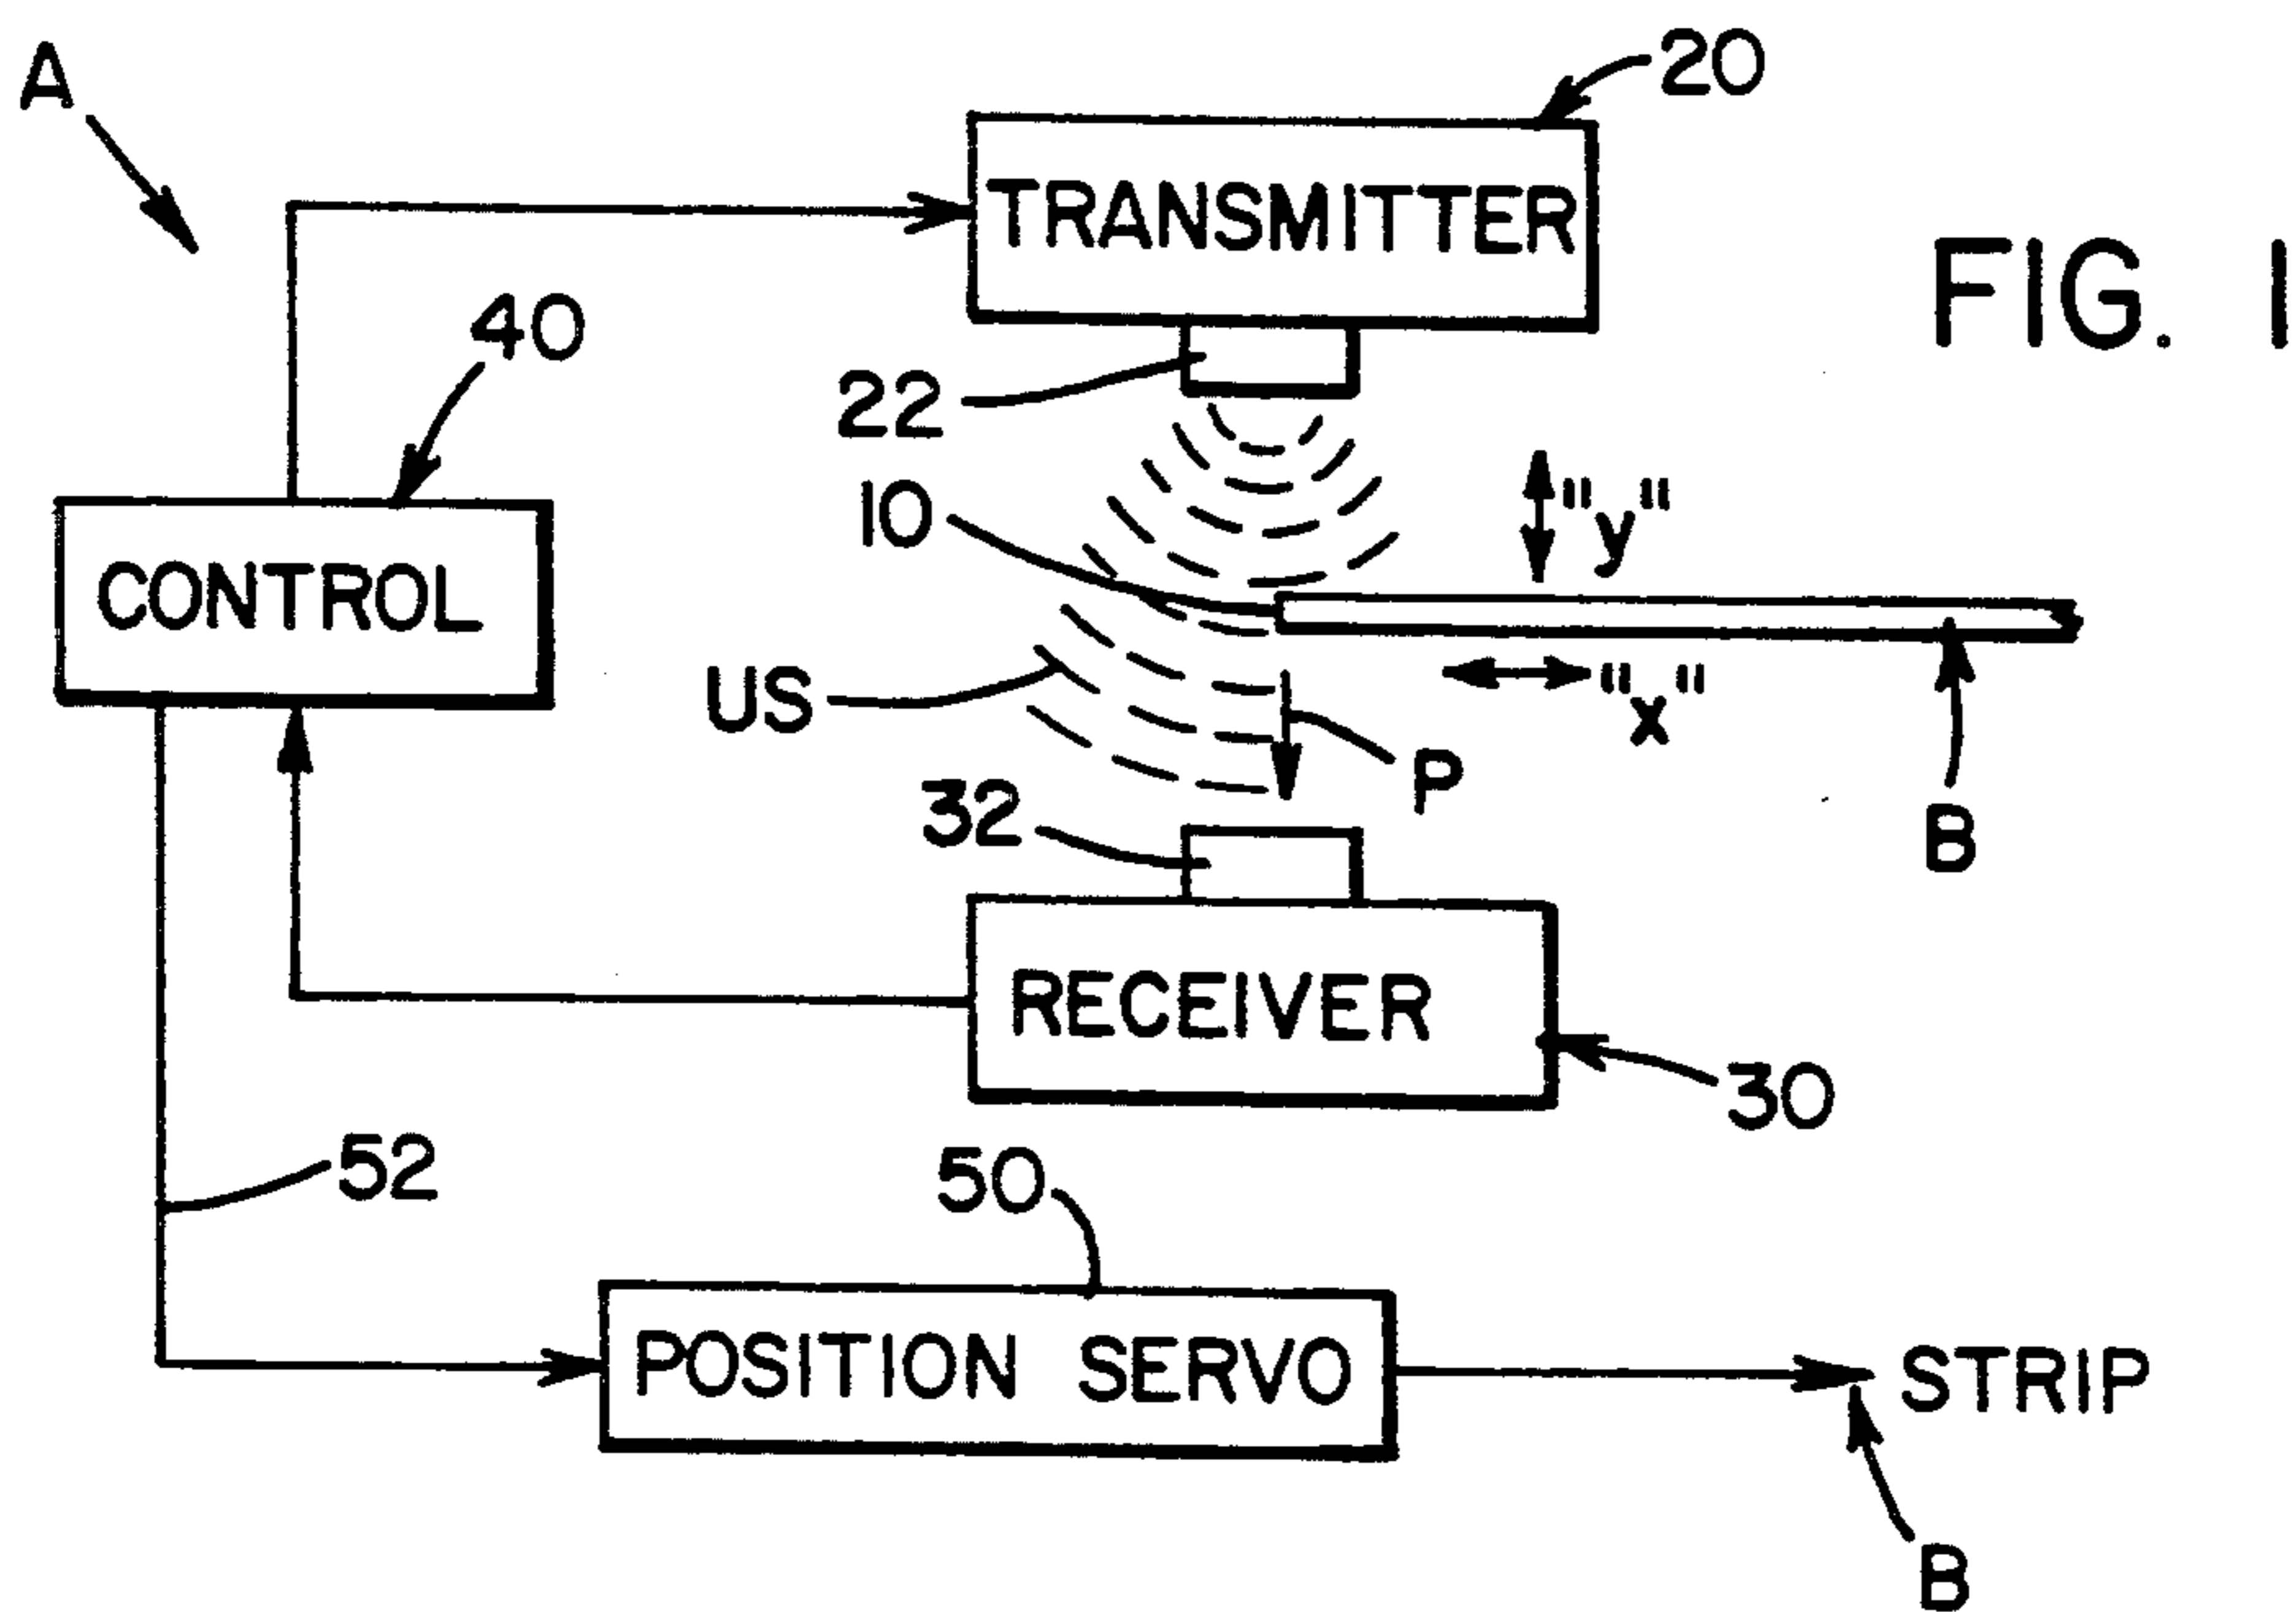 A
20
TRANSMITTER
FIG. 1
40
22
10
"y"
CONTROL
US
"x"
P
32
B
RECEIVER
30
52
50
POSITION SERVO
STRIP
B